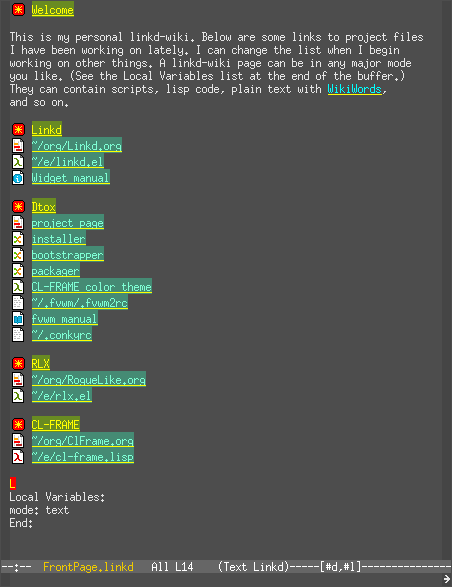 Welcome
This is my personal linkd-wiki. Below are some links to project files
I have been working on lately. I can change the list when I begin
working on other things. A linkd-wiki page can be in any major mode
you like. (See the Local Variables list at the end of the buffer.)
They can contain scripts, lisp code, plain text with WikiWords,
and so on.
Linkd
~/org/Linkd.org
~/e/linkd.el
Widget manual
Dtox
project page
installer
bootstrapper
packager
CL-FRAME color theme
~/.fvwm/.fvwm2rc
fvwm manual
~/.conkyrc
RLX
~/org/RogueLike.org
~/e/rlx.el
CL-FRAME
~/org/ClFrame.org
~/e/cl-frame.lisp
L
Local Variables:
mode: text
End:
--:-- FrontPage.linkd All L14 (Text Linkd)-----[#d,#l]---------------